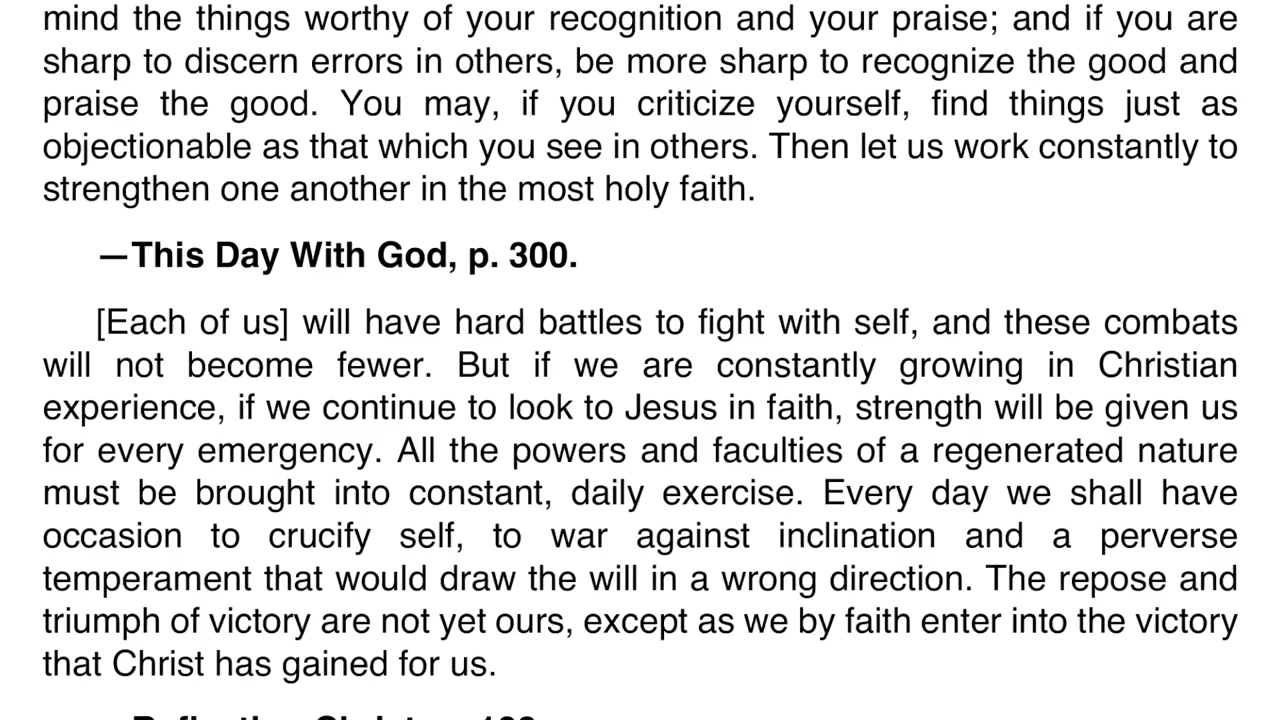 mind the things worthy of your recognition and your praise; and if you are
sharp to discern errors in others, be more sharp to recognize the good and
praise the good. You may, if you criticize yourself, find things just as
objectionable as that which you see in others. Then let us work constantly to
strengthen one another in the most holy faith.
—This Day With God, p. 300.
[Each of us] will have hard battles to fight with self, and these combats
will not become fewer. But if we are constantly growing in Christian
experience, if we continue to look to Jesus in faith, strength will be given us
for every emergency. All the powers and faculties of a regenerated nature
must be brought into constant, daily exercise. Every day we shall have
occasion to crucify self, to war against inclination and a perverse
temperament that would draw the will in a wrong direction. The repose and
triumph of victory are not yet ours, except as we by faith enter into the victory
that Christ has gained for us.